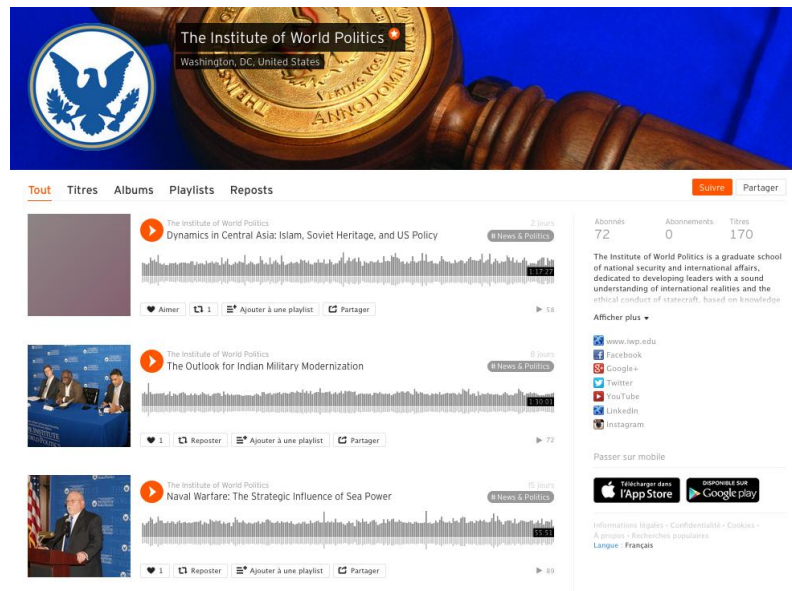 The Institute of World Politics
Washington, DC, United States
VERITAS VOS
ANNO DOMINI
Tout Titres Albums Playlists Reposts
Suivre Partager
The Institute of World Politics 2 jours
Dynamics in Central Asia: Islam, Soviet Heritage, and US Policy # News & Politics
1:17:27
Aimer 1 Ajouter à une playlist Partager 58
The Institute of World Politics 9 jours
The Outlook for Indian Military Modernization # News & Politics
1:30:01
1 Reposter Ajouter à une playlist Partager 72
The Institute of World Politics 15 jours
Naval Warfare: The Strategic Influence of Sea Power # News & Politics
55:51
1 Reposter Ajouter à une playlist Partager 89
Abonnés Abonnements Titres
72 0 170
The Institute of World Politics is a graduate school
of national security and international affairs,
dedicated to developing leaders with a sound
understanding of international realities and the
ethical conduct of statecraft, based on knowledge
Afficher plus
www.iwp.edu
Facebook
Google+
Twitter
YouTube
LinkedIn
Instagram
Passer sur mobile
Télécharger dans
l'App Store
DISPONIBLE SUR
Google play
Informations légales - Confidentialité - Cookies -
À propos - Recherches populaires
Langue : Français